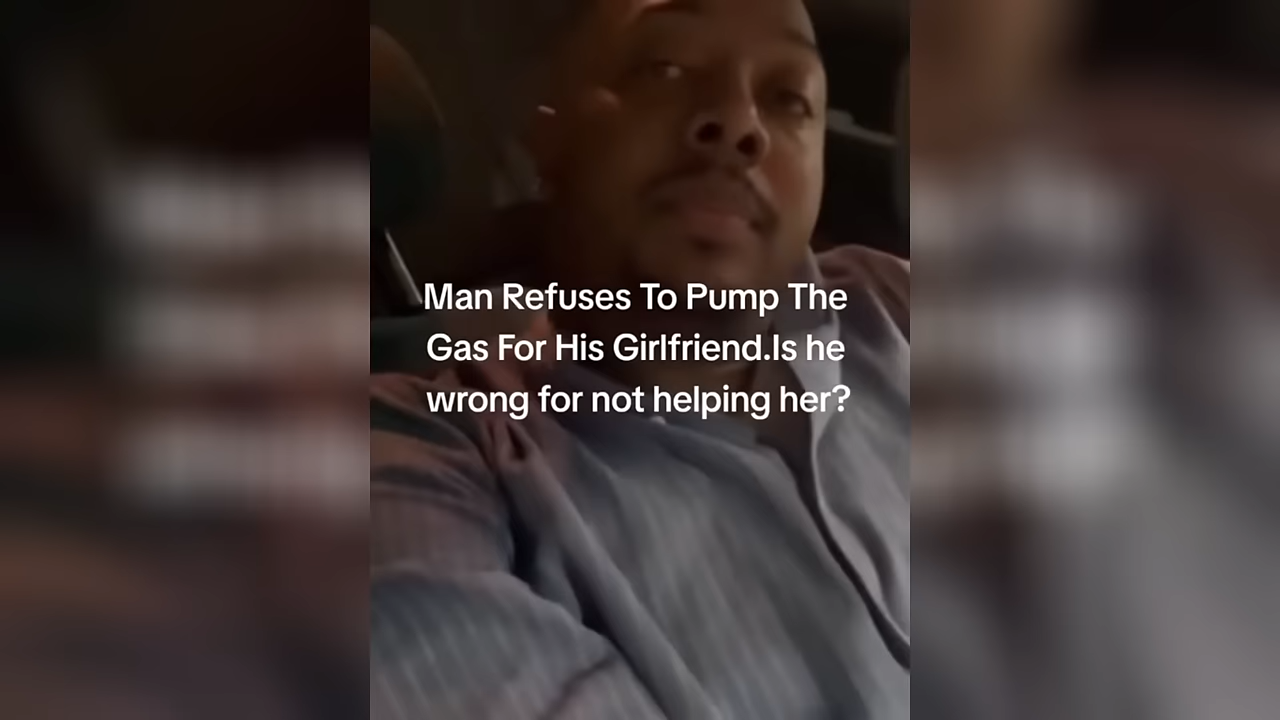 Man Refuses To Pump The
Gas For His Girlfriend.Is he
wrong for not helping her?